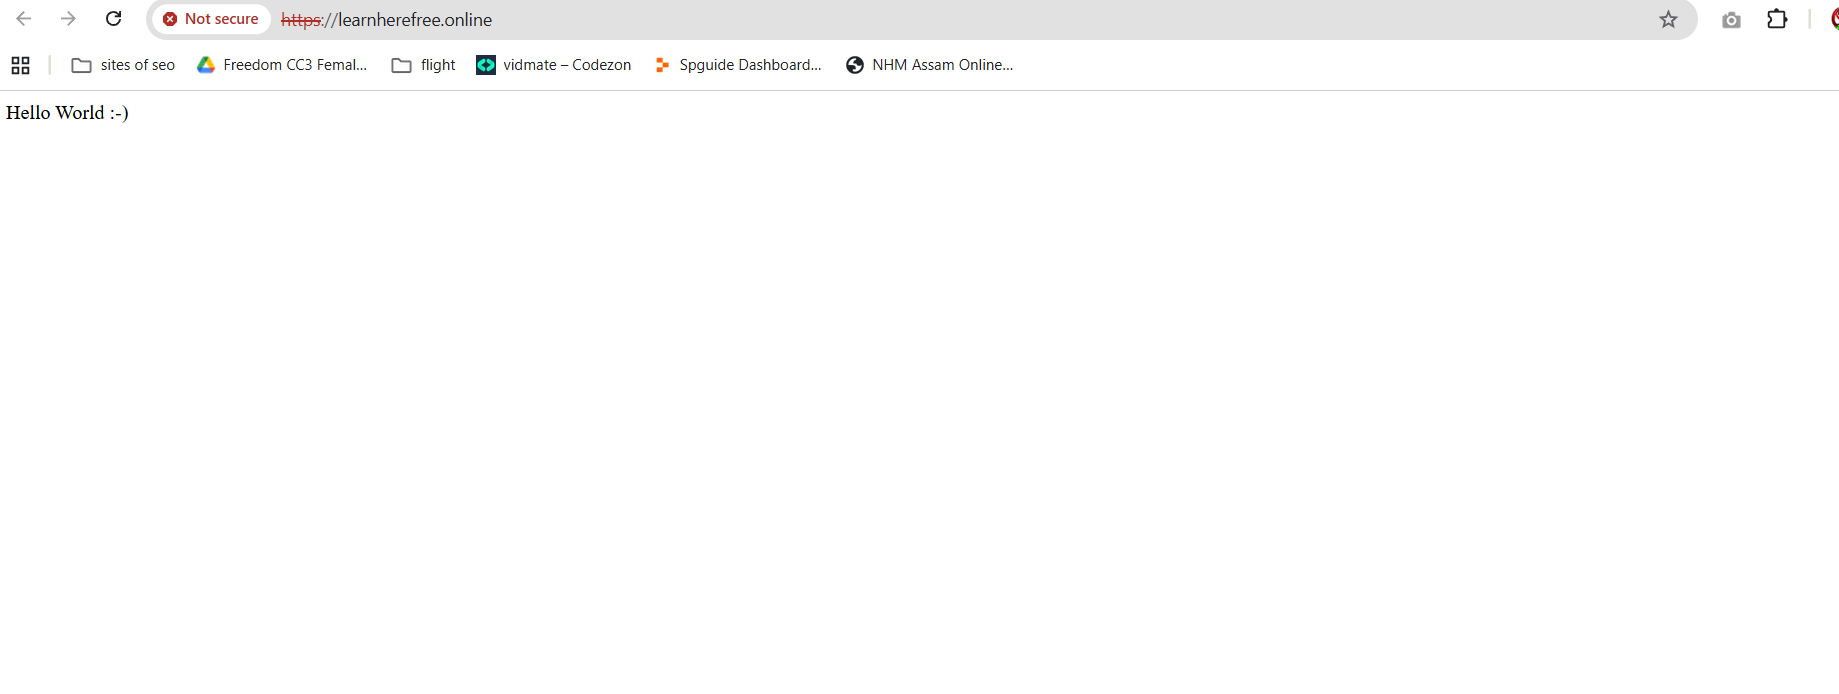 Not secure https://learnherefree.online
sites of seo Freedom CC3 Femal... flight vidmate – Codezon Spguide Dashboard... NHM Assam Online...
Hello World :-)